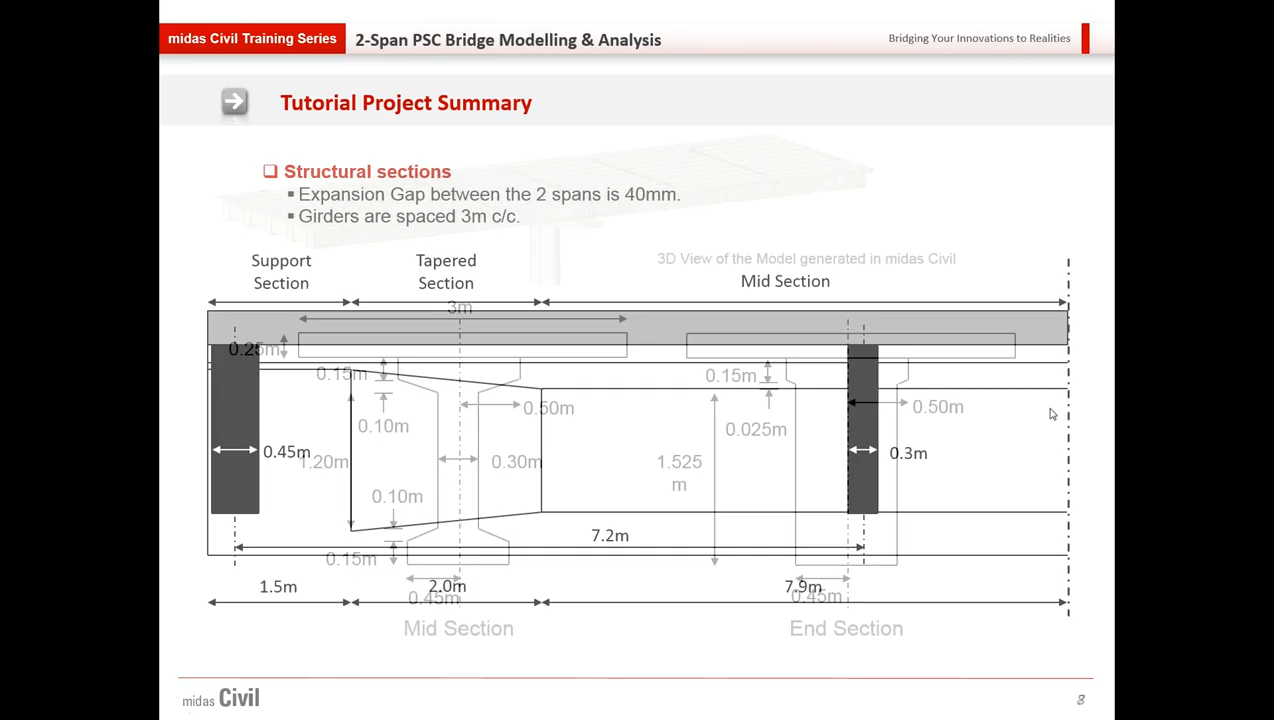 midas Civil Training Series
2-Span PSC Bridge Modelling & Analysis
Bridging Your Innovations to Realities
Tutorial Project Summary
Structural sections
Expansion Gap between the 2 spans is 40mm.
Girders are spaced 3m c/c.
3D View of the Model generated in midas Civil
Support
Section
Tapered
Section
Mid Section
3m
0.25m
0.15m
0.15m
0.10m
0.50m
0.50m
0.025m
0.45m
1.20m
0.30m
1.525
m
0.3m
0.10m
7.2m
0.15m
1.5m
2.0m
7.9m
0.45m
0.45m
Mid Section
End Section
midas Civil
8